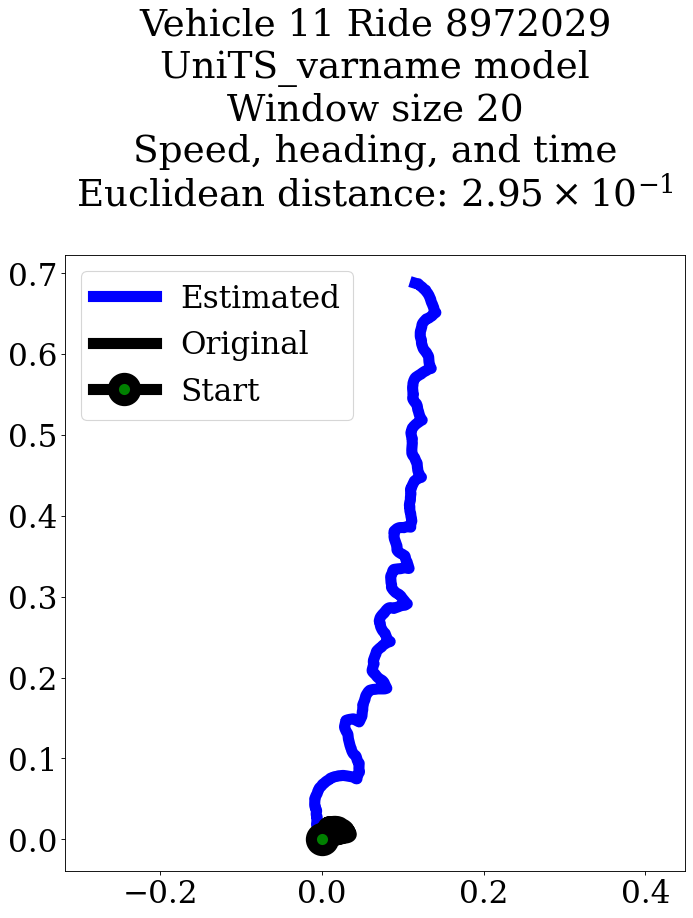 Vehicle 11 Ride 8972029
UniTS_varname model
Window size 20
Speed, heading, and time
Euclidean distance: 2.95 × 10⁻¹
Estimated
Original
Start
0.7
0.6
0.5
0.4
0.3
0.2
0.1
0.0
−0.2 0.0 0.2 0.4